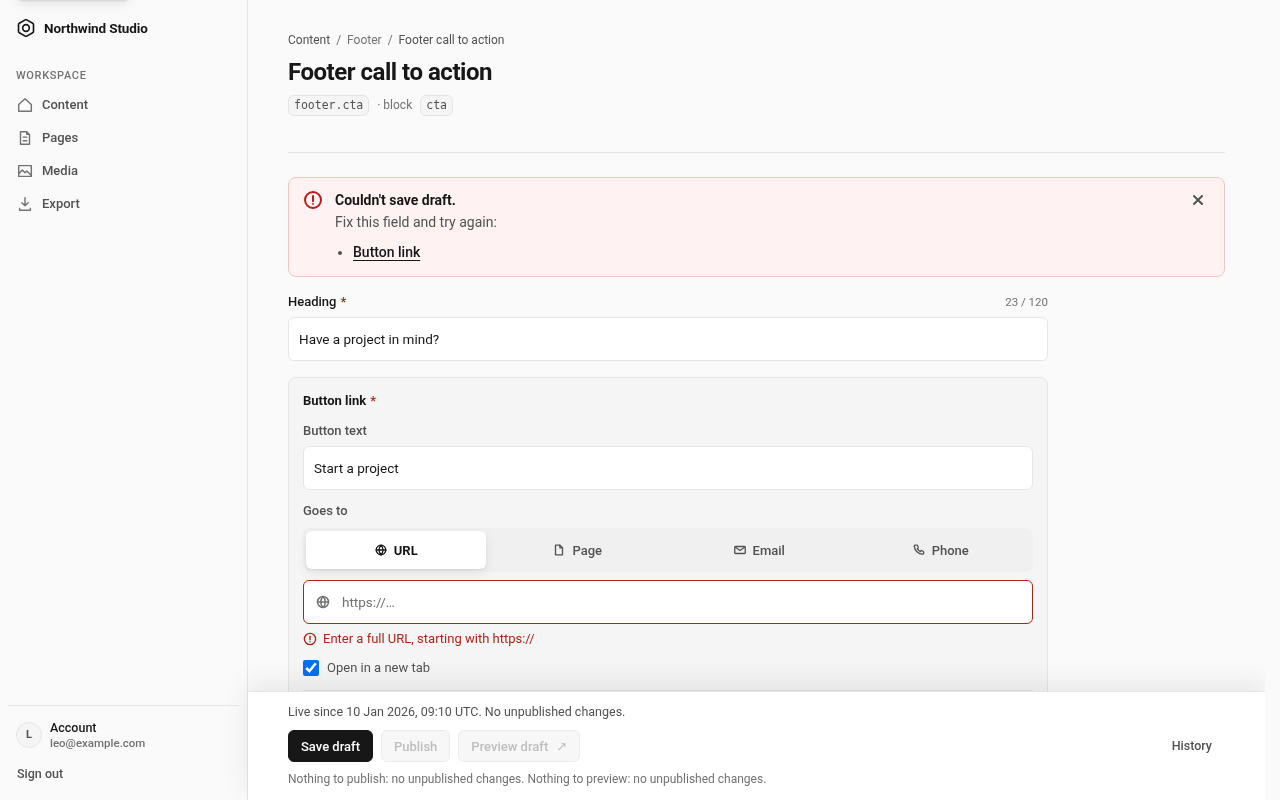 Northwind Studio
WORKSPACE
Content
Pages
Media
Export
L
Account
leo@example.com
Sign out
Content / Footer / Footer call to action
Footer call to action
footer.cta · block cta
Couldn't save draft.
Fix this field and try again:
• Button link
Heading *
23 / 120
Have a project in mind?
Button link *
Button text
Start a project
Goes to
URL Page Email Phone
https://…
Enter a full URL, starting with https://
Open in a new tab
Live since 10 Jan 2026, 09:10 UTC. No unpublished changes.
Save draft Publish Preview draft ↗ History
Nothing to publish: no unpublished changes. Nothing to preview: no unpublished changes.